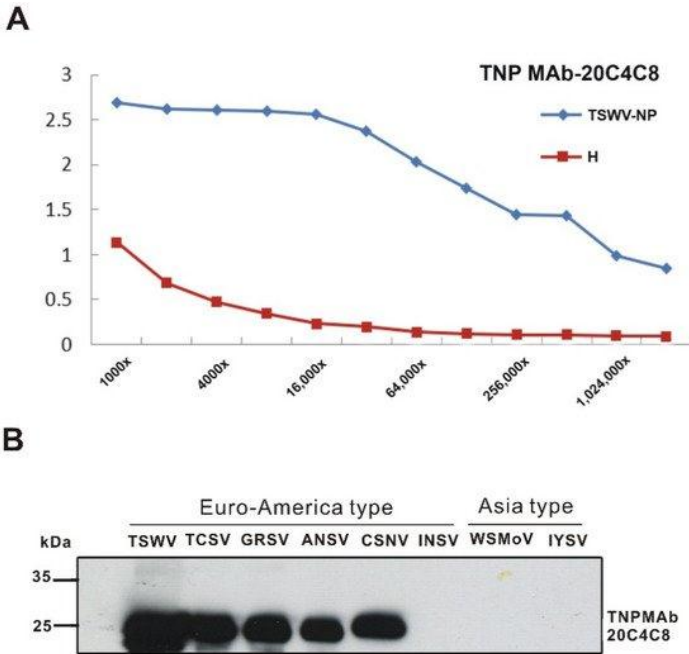 A
TNP MAb-20C4C8
TSWV-NP
H
3
2.5
2
1.5
1
0.5
0
1000x
4000x
16,000x
64,000x
256,000x
1,024,000x
B
Euro-America type Asia type
kDa TSWV TCSV GRSV ANSV CSNV INSV WSMoV IYSV
35
25
TNPMAb
20C4C8